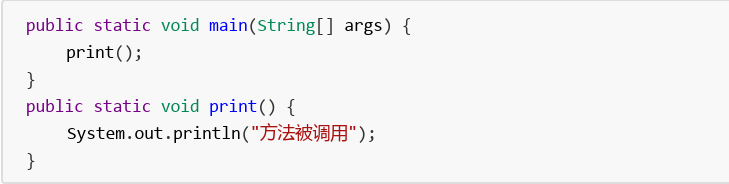 public static void main(String[] args) {
    print();
}
public static void print() {
    System.out.println("方法被调用");
}